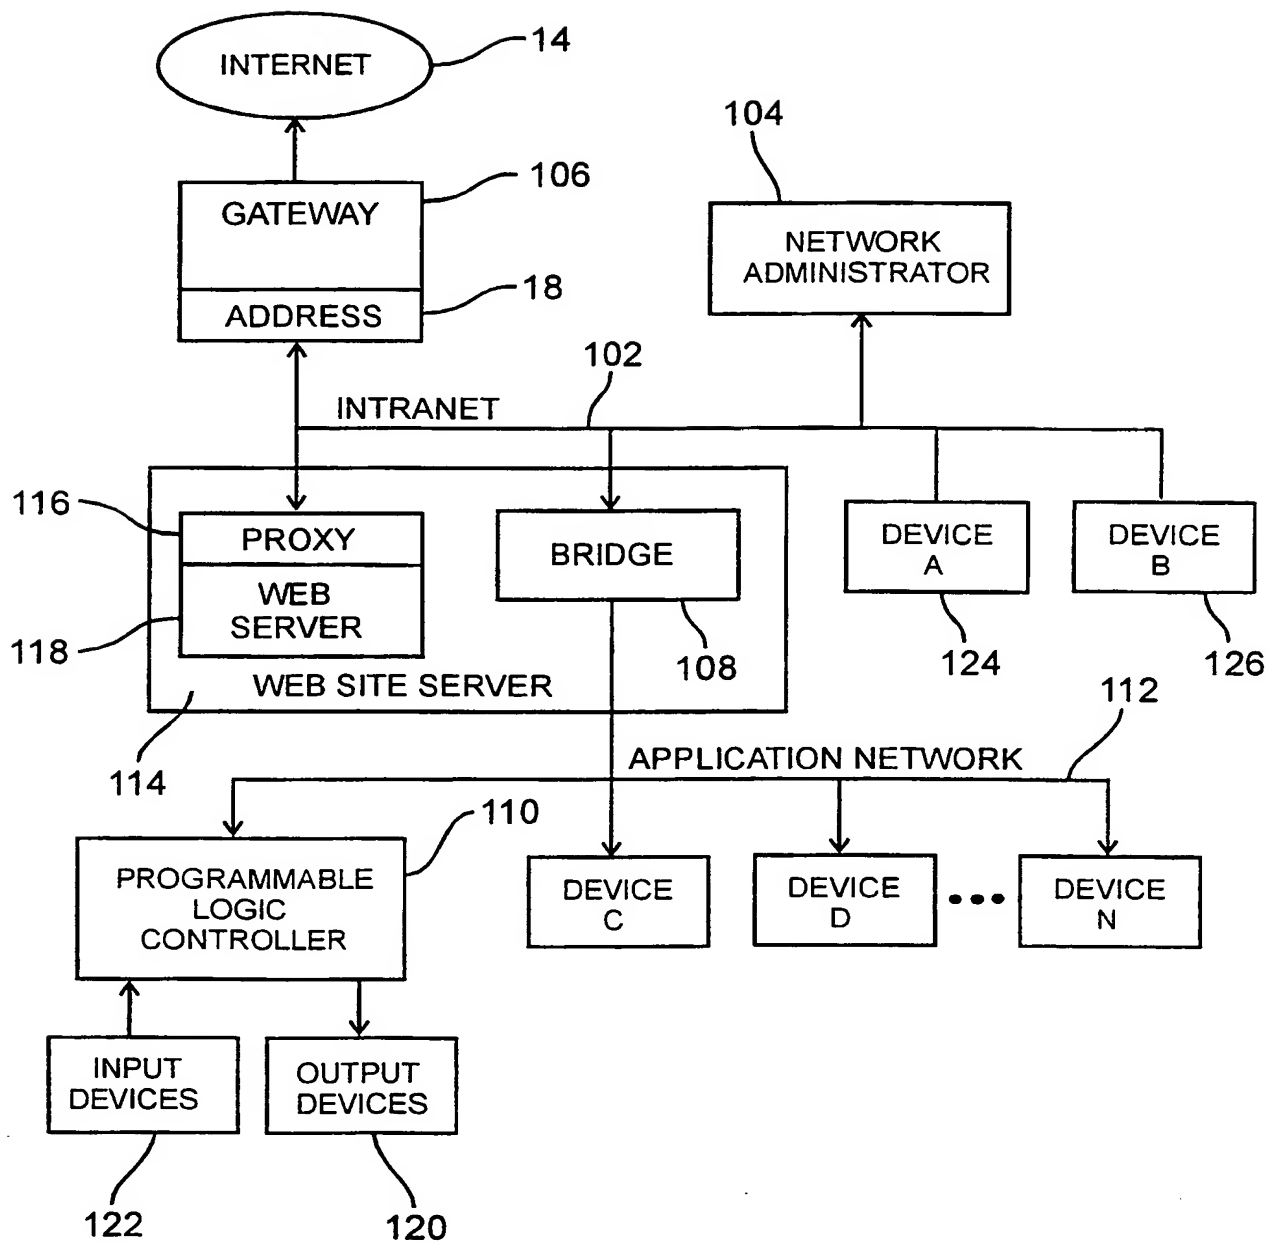 14
INTERNET
104
106
GATEWAY
NETWORK
ADMINISTRATOR
18
ADDRESS
102
INTRANET
116
PROXY
BRIDGE
DEVICE
A
DEVICE
B
WEB
SERVER
118
108
124
126
WEB SITE SERVER
112
114
APPLICATION NETWORK
110
PROGRAMMABLE
LOGIC
CONTROLLER
DEVICE
C
DEVICE
D
DEVICE
N
INPUT
DEVICES
OUTPUT
DEVICES
122
120